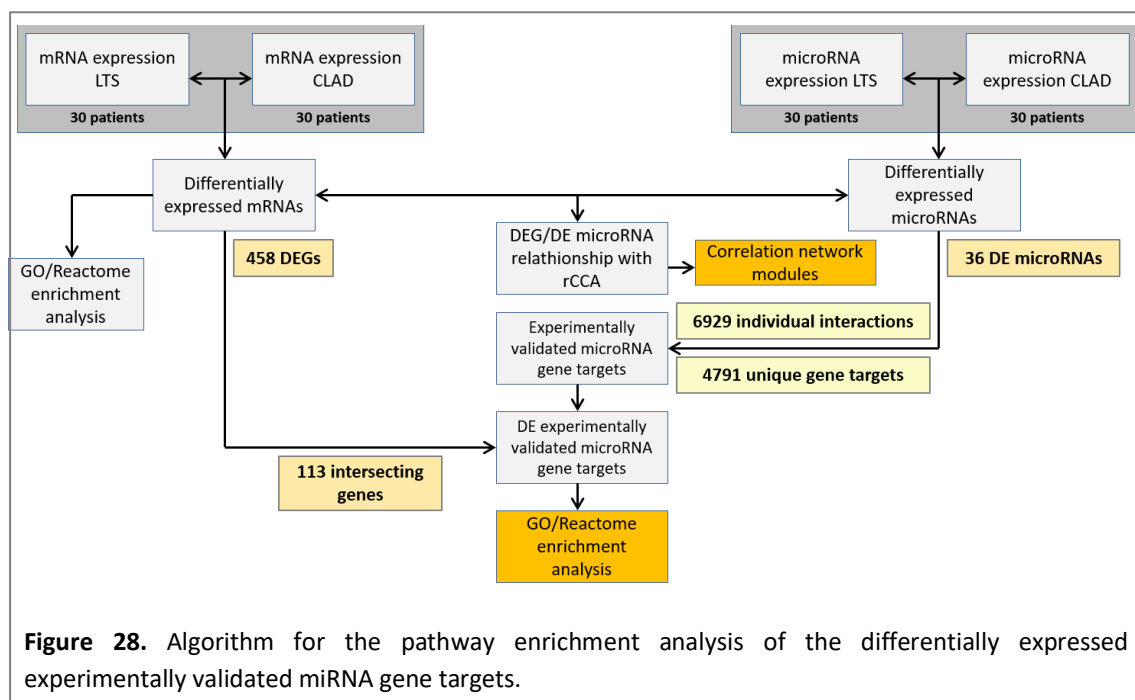 mRNA expression
LTS
mRNA expression
CLAD
30 patients
30 patients
microRNA
expression LTS
microRNA
expression CLAD
30 patients
30 patients
Differentially
expressed mRNAs
Differentially
expressed
microRNAs
458 DEGs
DEG/DE microRNA
relathionship with
rCCA
Correlation network
modules
36 DE microRNAs
GO/Reactome
enrichment
analysis
6929 individual interactions
Experimentally
validated microRNA
gene targets
4791 unique gene targets
DE experimentally
validated microRNA
gene targets
113 intersecting
genes
GO/Reactome
enrichment
analysis
Figure 28. Algorithm for the pathway enrichment analysis of the differentially expressed
experimentally validated miRNA gene targets.